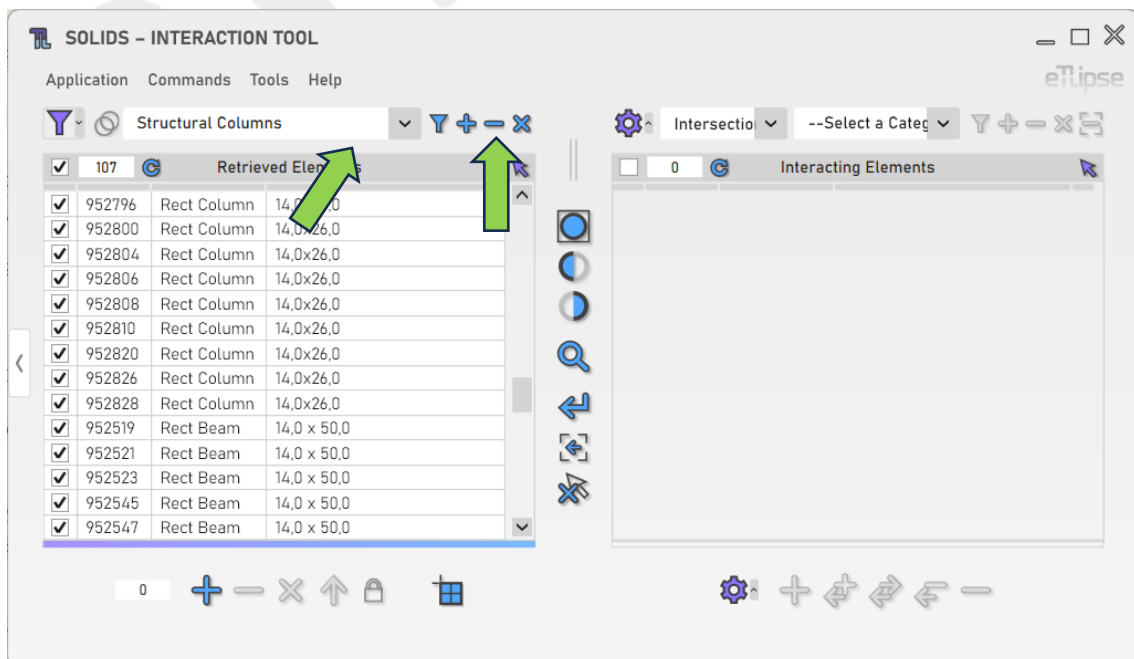 SOLIDS – INTERACTION TOOL
Application Commands Tools Help
eTLipse
Structural Columns
Intersectio
--Select a Categ
107 Retrieved
0 Interacting Elements
952796 Rect Column
952800 Rect Column 14,0x26,0
952804 Rect Column 14,0x26,0
952806 Rect Column 14,0x26,0
952808 Rect Column 14,0x26,0
952810 Rect Column 14,0x26,0
952820 Rect Column 14,0x26,0
952826 Rect Column 14,0x26,0
952828 Rect Column 14,0x26,0
952519 Rect Beam 14,0 x 50,0
952521 Rect Beam 14,0 x 50,0
952523 Rect Beam 14,0 x 50,0
952545 Rect Beam 14,0 x 50,0
952547 Rect Beam 14,0 x 50,0
0